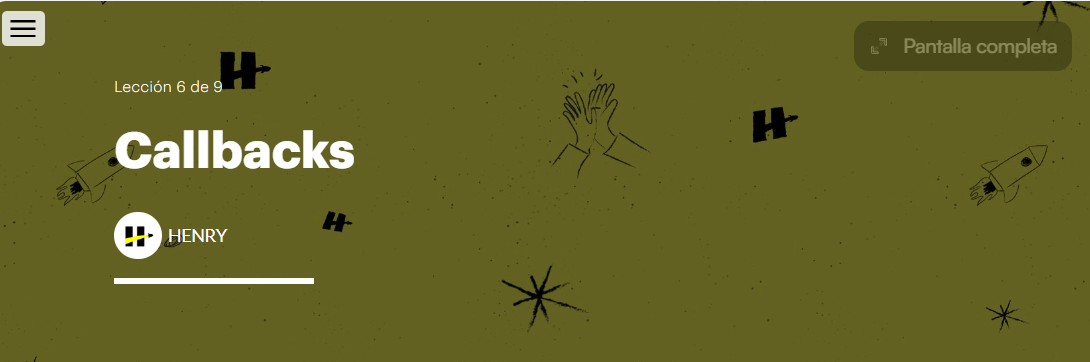 Pantalla completa
Lección 6 de 9
Callbacks
HENRY